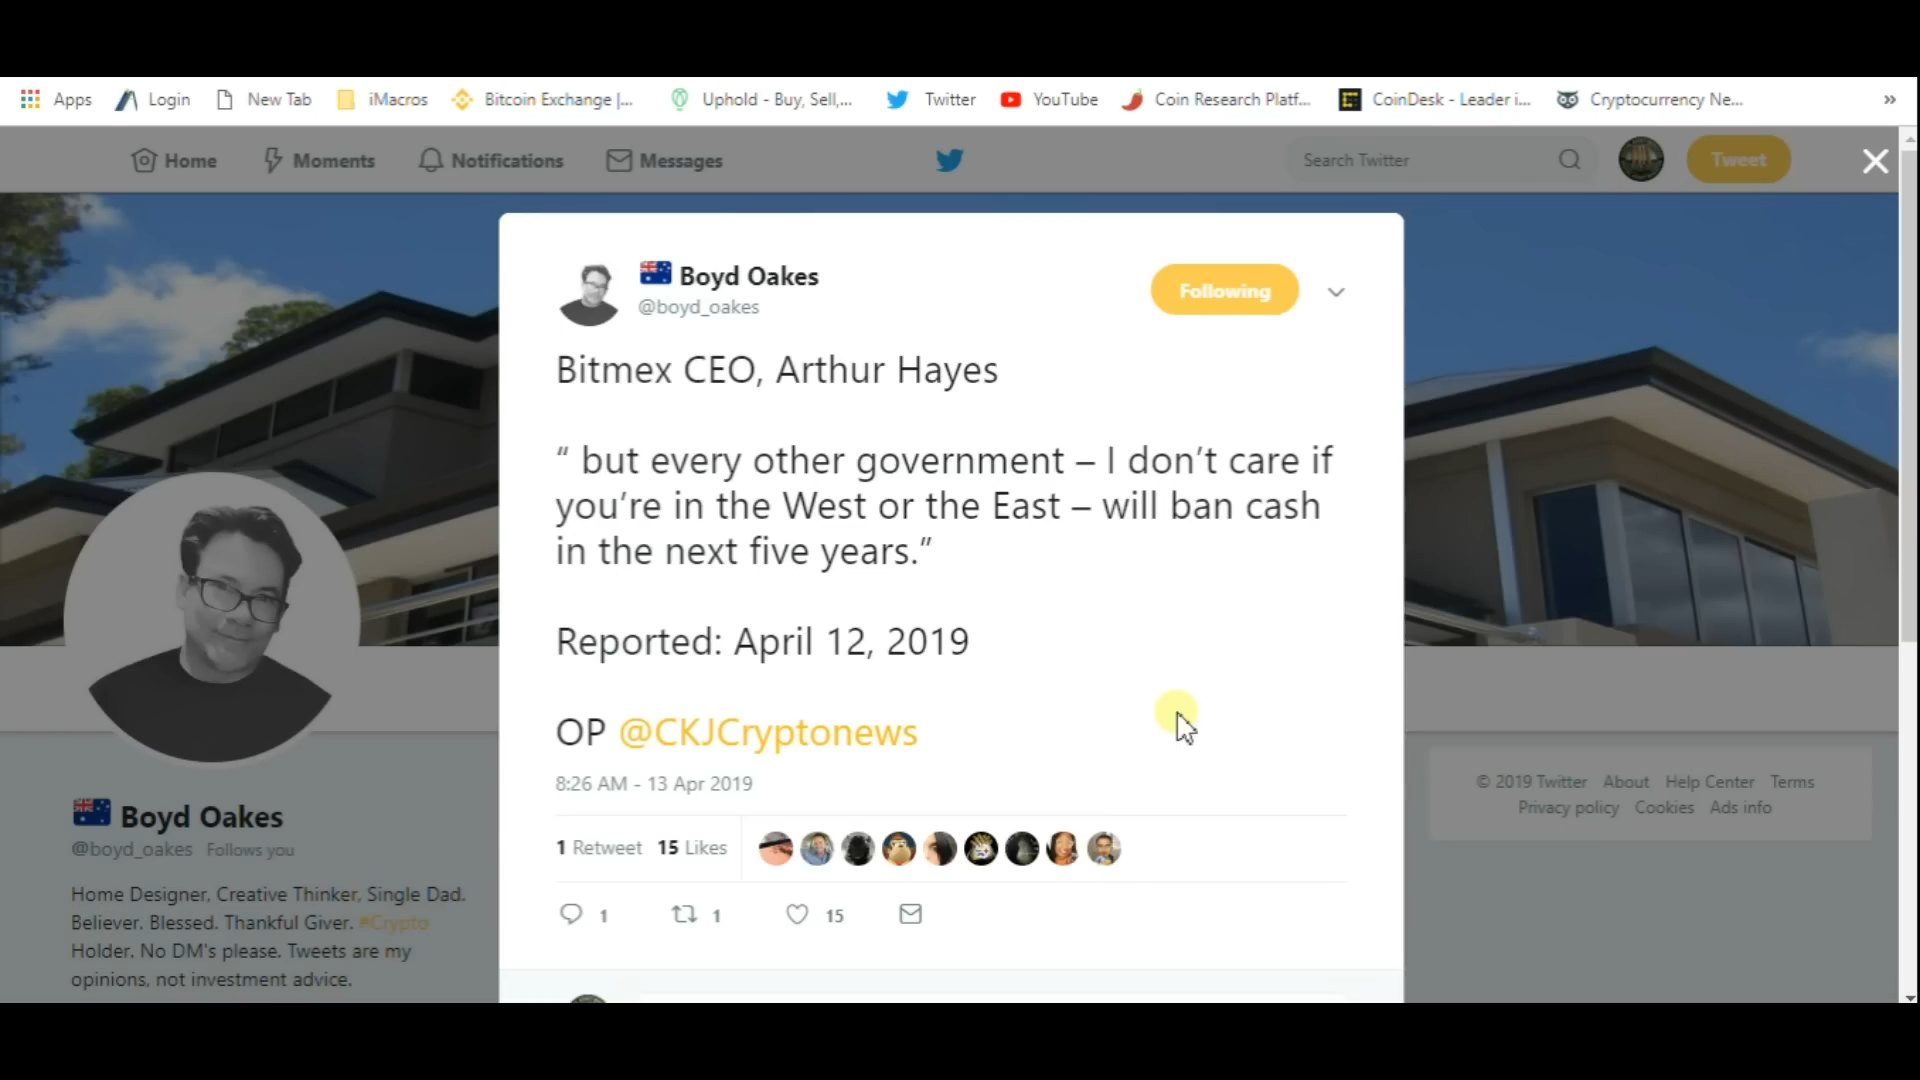 Apps Login New Tab iMacros Bitcoin Exchange |... Uphold - Buy, Sell,... Twitter YouTube Coin Research Platf... CoinDesk - Leader i... Cryptocurrency Ne... »
Home Moments Notifications Messages Search Twitter Tweet
Boyd Oakes
@boyd_oakes
Following
Bitmex CEO, Arthur Hayes
“ but every other government – I don’t care if
you’re in the West or the East – will ban cash
in the next five years.”
Reported: April 12, 2019
OP @CKJCryptonews
8:26 AM - 13 Apr 2019
1 Retweet 15 Likes
1 1 15
Boyd Oakes
@boyd_oakes Follows you
Home Designer, Creative Thinker, Single Dad.
Believer. Blessed. Thankful Giver. #Crypto
Holder. No DM's please. Tweets are my
opinions, not investment advice.
© 2019 Twitter About Help Center Terms
Privacy policy Cookies Ads info